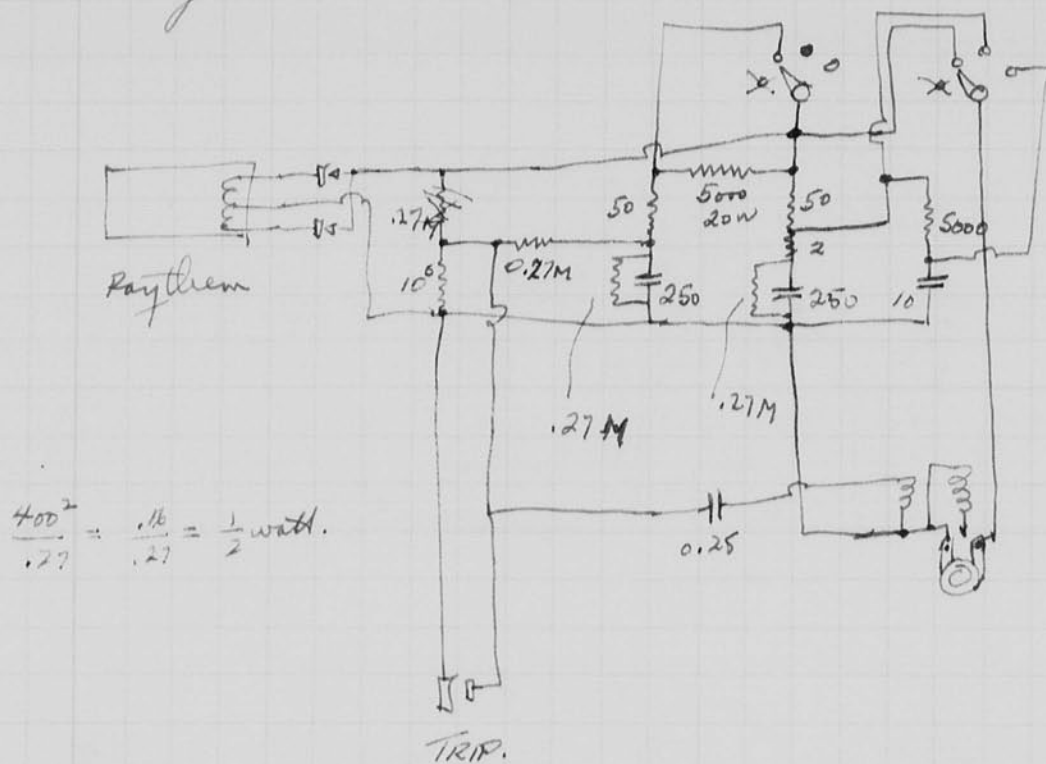 .27M
50
5000
20W
50
2
5000
10⁶
0.27M
250
250
10
Raytheon
.27M
.27M
400²/.27 = .16/.27 = 1/2 watt.
0.25
TRIP.